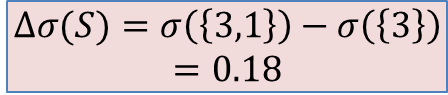 Δσ(S) = σ({3,1}) − σ({3})
= 0.18